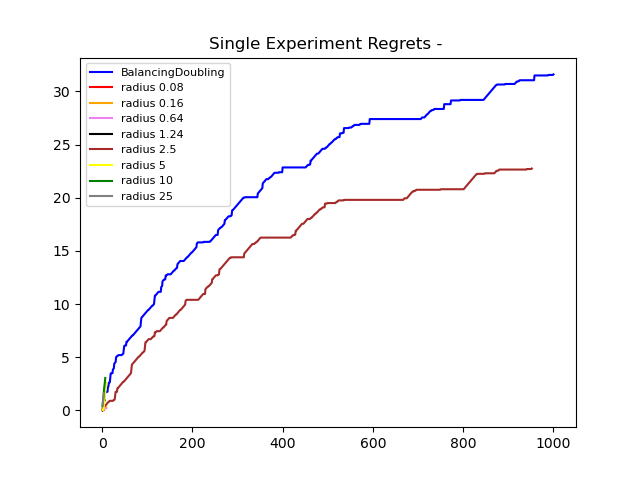 Single Experiment Regrets -
BalancingDoubling
radius 0.08
radius 0.16
radius 0.64
radius 1.24
radius 2.5
radius 5
radius 10
radius 25
30
25
20
15
10
5
0
0 200 400 600 800 1000